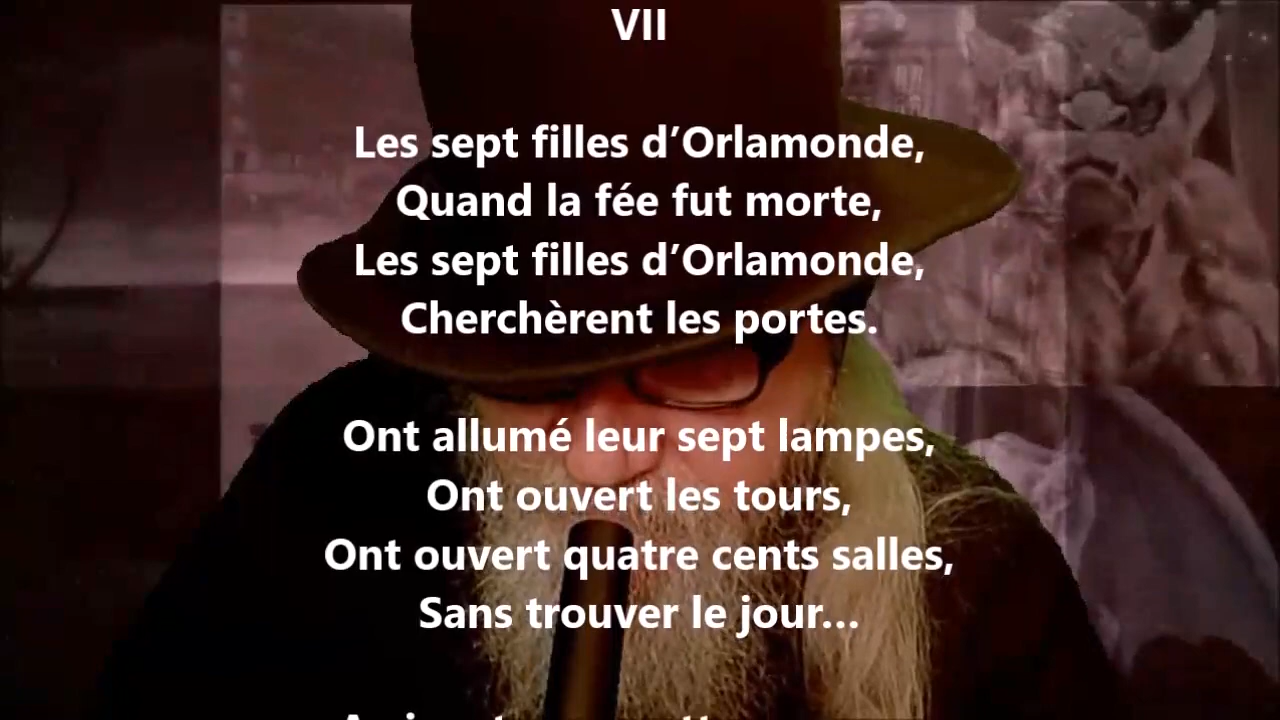 VII
Les sept filles d’Orlamonde,
Quand la fée fut morte,
Les sept filles d’Orlamonde,
Cherchèrent les portes.
Ont allumé leur sept lampes,
Ont ouvert les tours,
Ont ouvert quatre cents salles,
Sans trouver le jour...